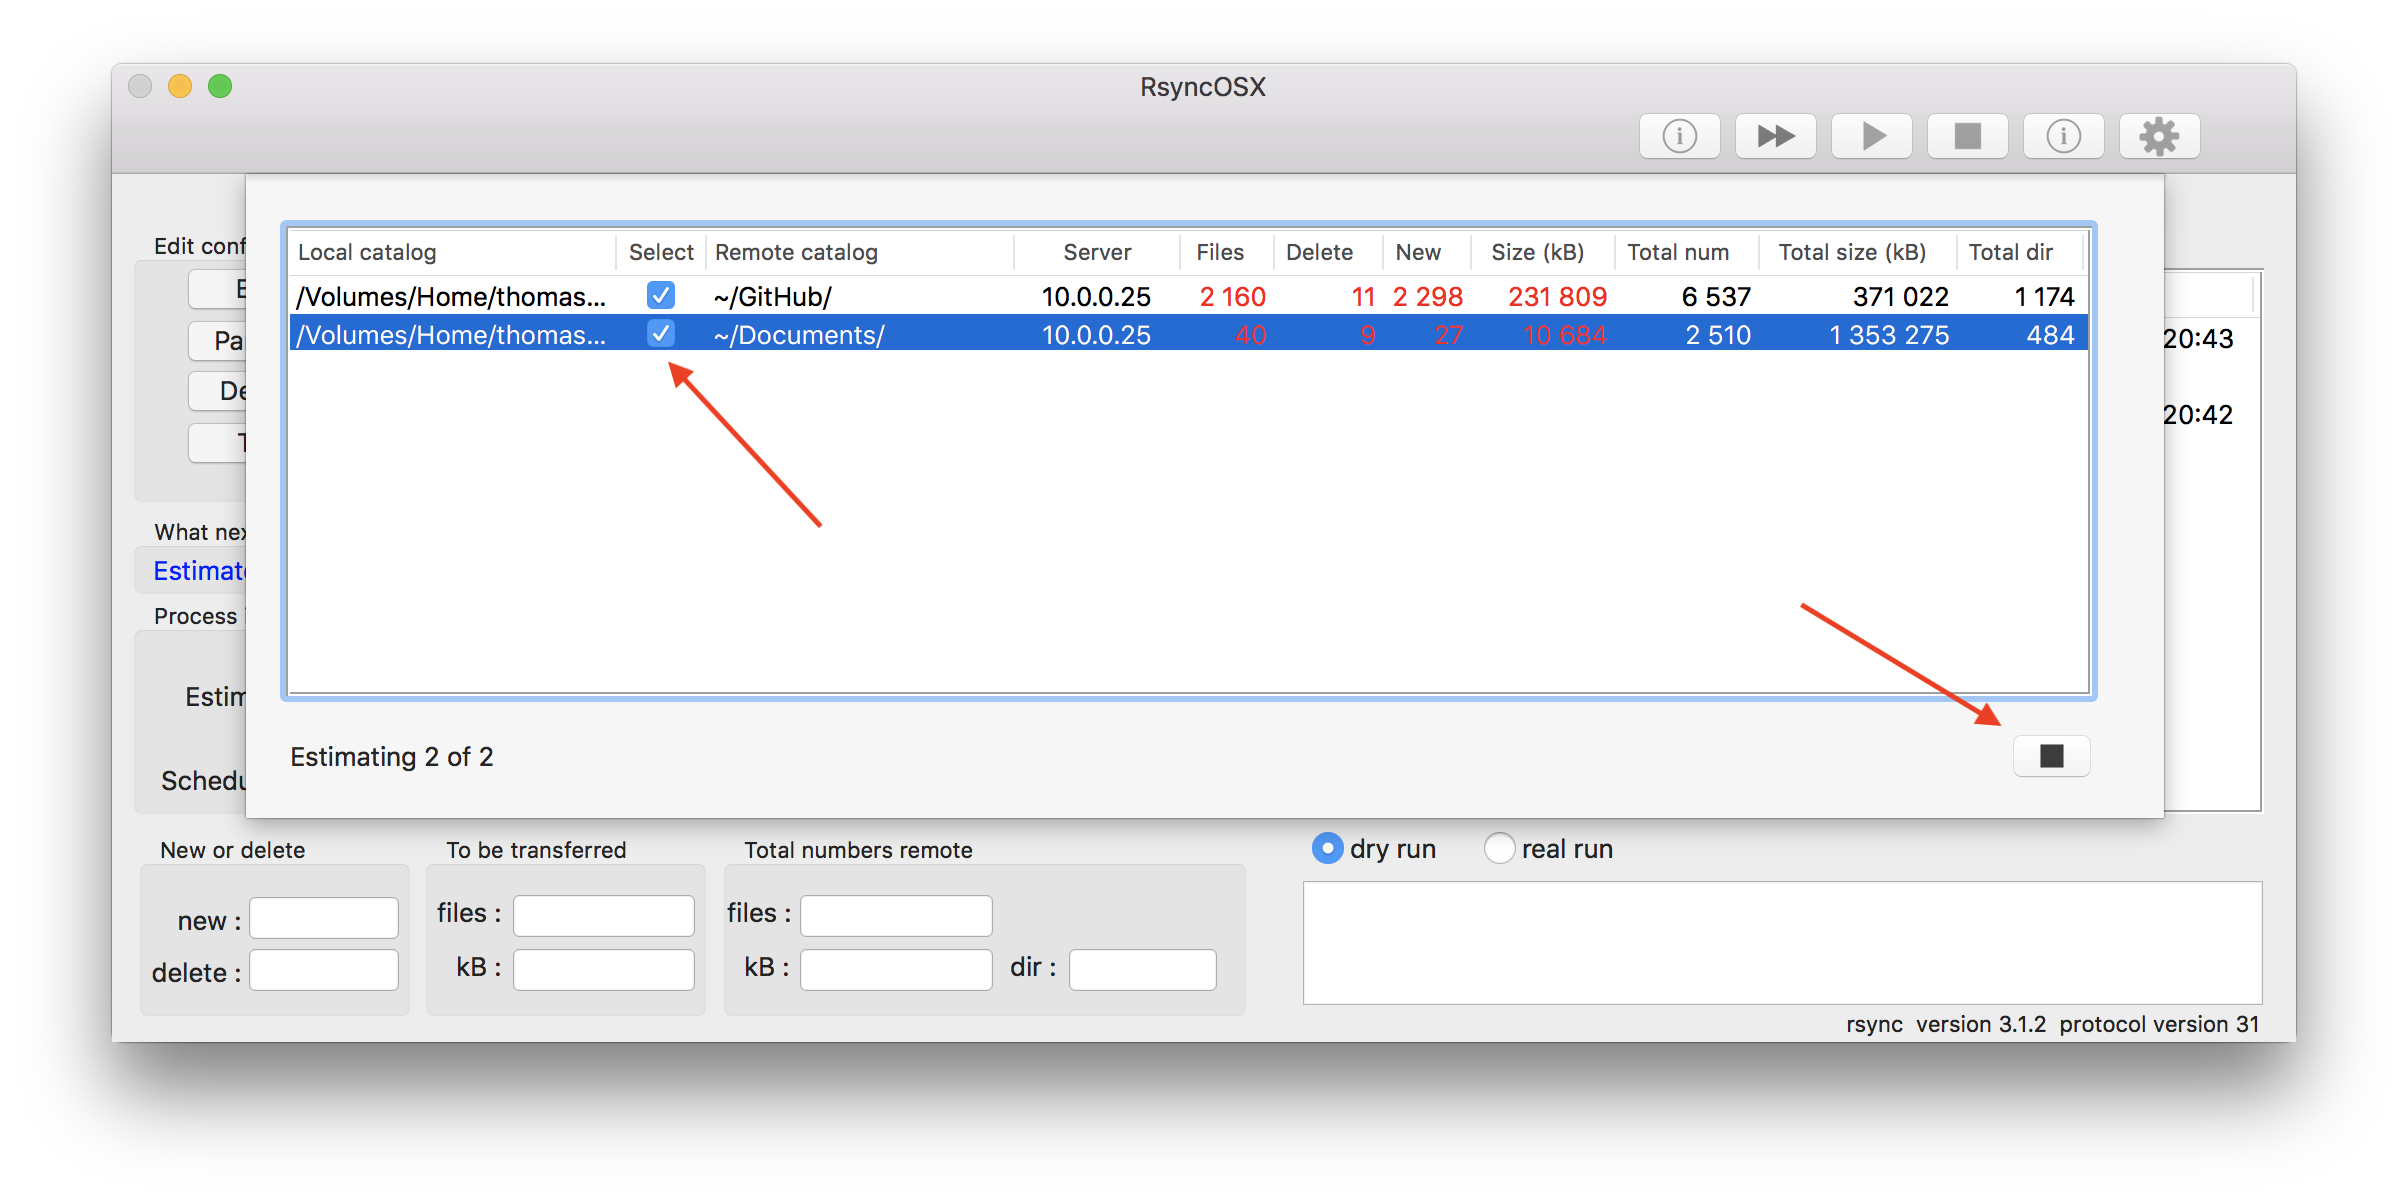 RsyncOSX
Edit conf
E
Pa
De
T
What nex
Estimat
Process
Estim
Schedu
Local catalog Select Remote catalog Server Files Delete New Size (kB) Total num Total size (kB) Total dir
/Volumes/Home/thomas... ~/GitHub/ 10.0.0.25 2 160 11 2 298 231 809 6 537 371 022 1 174
/Volumes/Home/thomas... ~/Documents/ 10.0.0.25 40 9 27 10 684 2 510 1 353 275 484
20:43
20:42
Estimating 2 of 2
New or delete
new :
delete :
To be transferred
files :
kB :
Total numbers remote
files :
kB : dir :
dry run real run
rsync version 3.1.2 protocol version 31